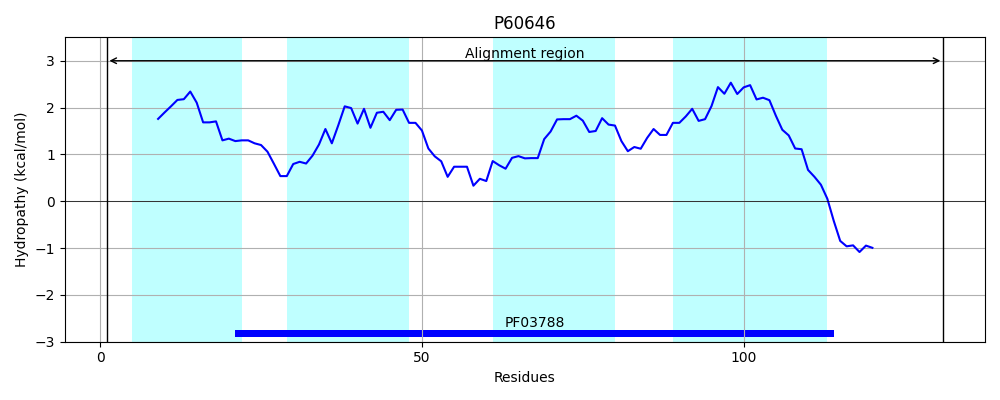 P60646
Alignment region
3
2
1
0
−1
−2
−3
Hydropathy (kcal/mol)
PF03788
0
50
100
Residues